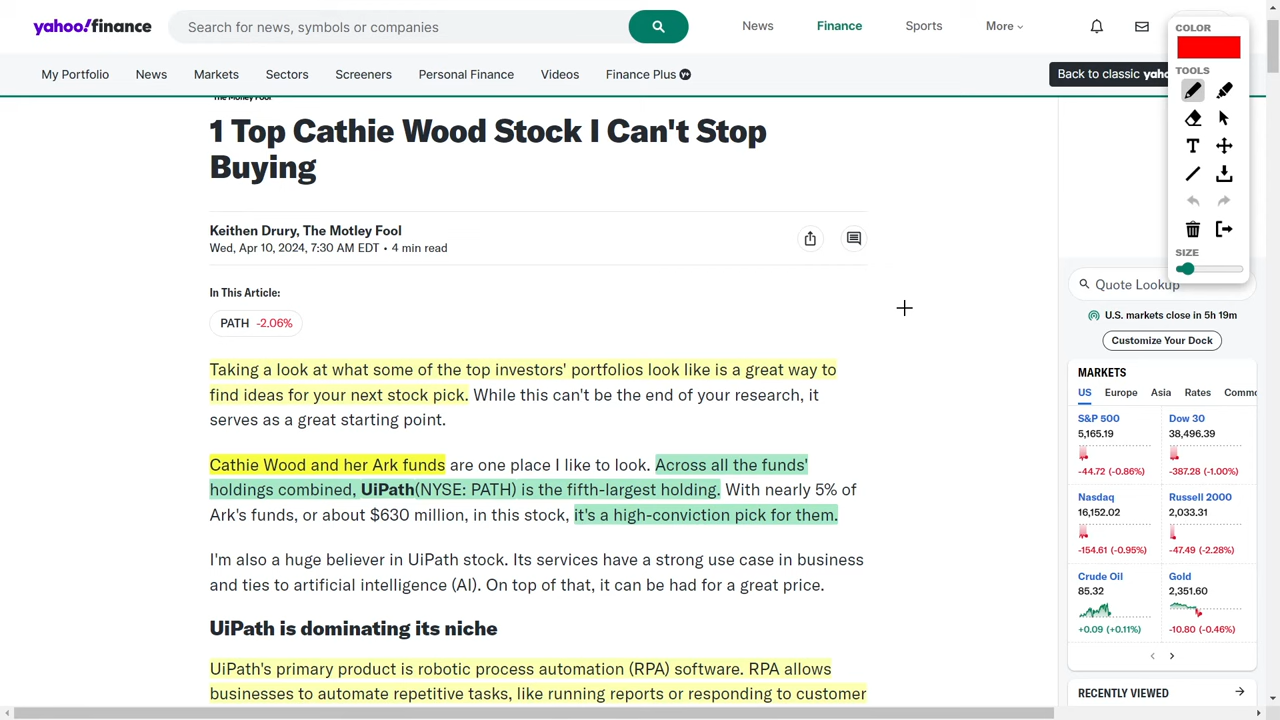 yahoo!finance
Search for news, symbols or companies
News
Finance
Sports
More
COLOR
My Portfolio
News
Markets
Sectors
Screeners
Personal Finance
Videos
Finance Plus
Back to classic yaho
TOOLS
The Motley Fool
1 Top Cathie Wood Stock I Can't Stop
Buying
Keithen Drury, The Motley Fool
Wed, Apr 10, 2024, 7:30 AM EDT • 4 min read
SIZE
In This Article:
PATH -2.06%
Quote Lookup
U.S. markets close in 5h 19m
Customize Your Dock
Taking a look at what some of the top investors' portfolios look like is a great way to
find ideas for your next stock pick. While this can't be the end of your research, it
serves as a great starting point.
Cathie Wood and her Ark funds are one place I like to look. Across all the funds'
holdings combined, UiPath(NYSE: PATH) is the fifth-largest holding. With nearly 5% of
Ark's funds, or about $630 million, in this stock, it's a high-conviction pick for them.
I'm also a huge believer in UiPath stock. Its services have a strong use case in business
and ties to artificial intelligence (AI). On top of that, it can be had for a great price.
UiPath is dominating its niche
UiPath's primary product is robotic process automation (RPA) software. RPA allows
businesses to automate repetitive tasks, like running reports or responding to customer
MARKETS
US Europe Asia Rates Commo
S&P 500
5,165.19
-44.72 (-0.86%)
Dow 30
38,496.39
-387.28 (-1.00%)
Nasdaq
16,152.02
-154.61 (-0.95%)
Russell 2000
2,033.31
-47.49 (-2.28%)
Crude Oil
85.32
+0.09 (+0.11%)
Gold
2,351.60
-10.80 (-0.46%)
RECENTLY VIEWED